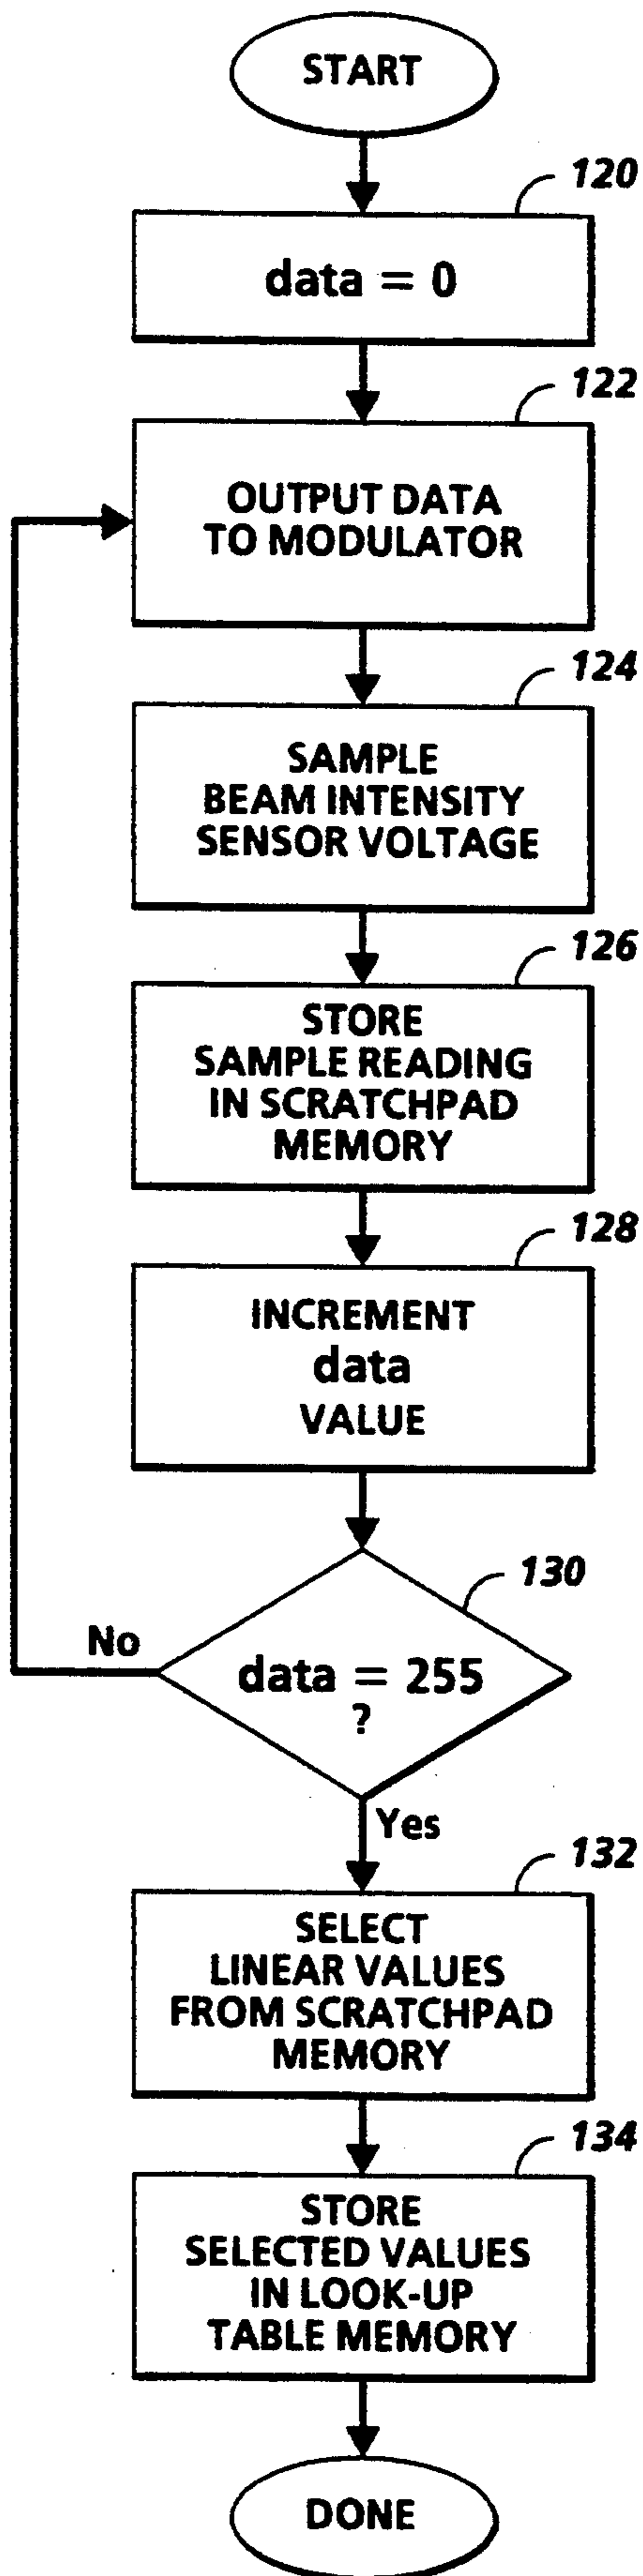 START
120
data = 0
122
OUTPUT DATA
TO MODULATOR
124
SAMPLE
BEAM INTENSITY
SENSOR VOLTAGE
126
STORE
SAMPLE READING
IN SCRATCHPAD
MEMORY
128
INCREMENT
data
VALUE
130
No
data = 255
?
Yes
132
SELECT
LINEAR VALUES
FROM SCRATCHPAD
MEMORY
134
STORE
SELECTED VALUES
IN LOOK-UP
TABLE MEMORY
DONE